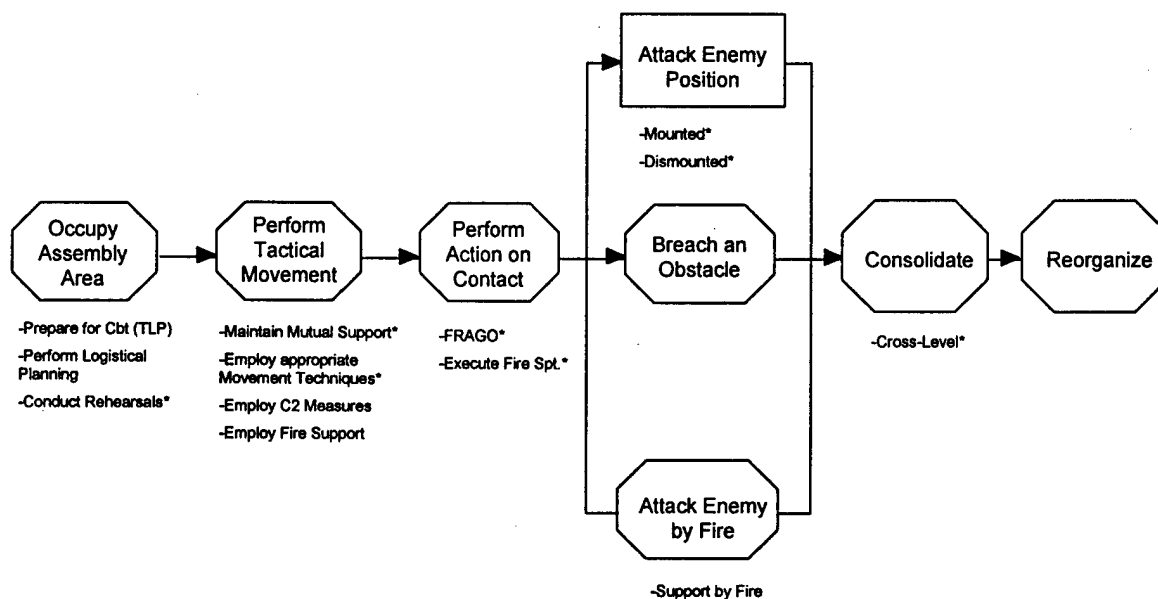 Attack Enemy
Position
-Mounted*
-Dismounted*
Occupy
Assembly
Area
-Prepare for Cbt (TLP)
-Perform Logistical
Planning
-Conduct Rehearsals*
Perform
Tactical
Movement
-Maintain Mutual Support*
-Employ appropriate
Movement Techniques*
-Employ C2 Measures
-Employ Fire Support
Perform
Action on
Contact
-FRAGO*
-Execute Fire Spt.*
Breach an
Obstacle
Attack Enemy
by Fire
-Support by Fire
Consolidate
-Cross-Level*
Reorganize